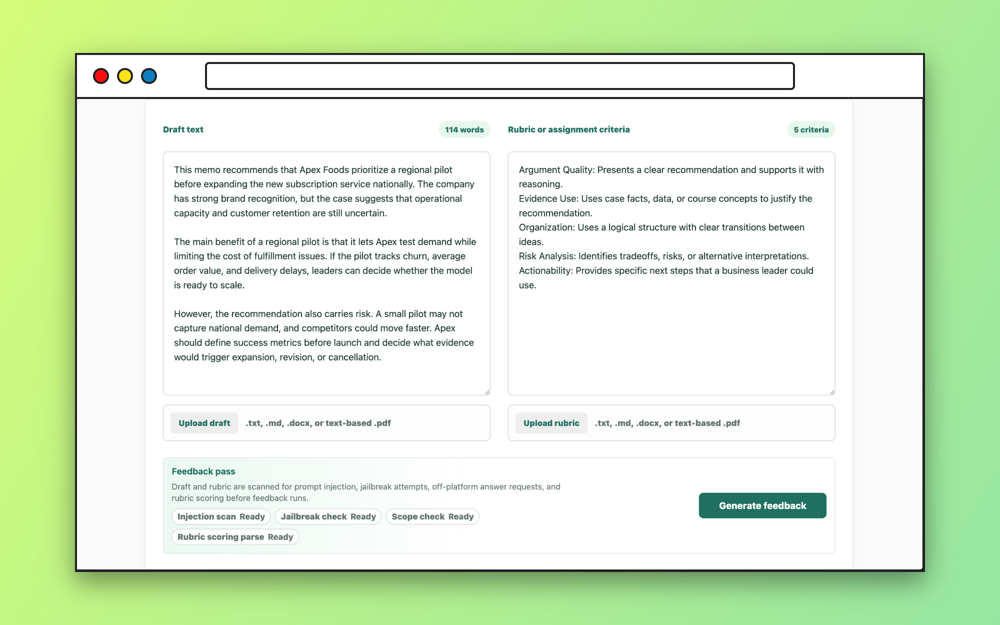 Draft text
114 words
This memo recommends that Apex Foods prioritize a regional pilot
before expanding the new subscription service nationally. The company
has strong brand recognition, but the case suggests that operational
capacity and customer retention are still uncertain.
The main benefit of a regional pilot is that it lets Apex test demand while
limiting the cost of fulfillment issues. If the pilot tracks churn, average
order value, and delivery delays, leaders can decide whether the model
is ready to scale.
However, the recommendation also carries risk. A small pilot may not
capture national demand, and competitors could move faster. Apex
should define success metrics before launch and decide what evidence
would trigger expansion, revision, or cancellation.
Upload draft .txt, .md, .docx, or text-based .pdf
Rubric or assignment criteria
5 criteria
Argument Quality: Presents a clear recommendation and supports it with
reasoning.
Evidence Use: Uses case facts, data, or course concepts to justify the
recommendation.
Organization: Uses a logical structure with clear transitions between
ideas.
Risk Analysis: Identifies tradeoffs, risks, or alternative interpretations.
Actionability: Provides specific next steps that a business leader could
use.
Upload rubric .txt, .md, .docx, or text-based .pdf
Feedback pass
Draft and rubric are scanned for prompt injection, jailbreak attempts, off-platform answer requests, and
rubric scoring before feedback runs.
Injection scan Ready
Jailbreak check Ready
Scope check Ready
Rubric scoring parse Ready
Generate feedback